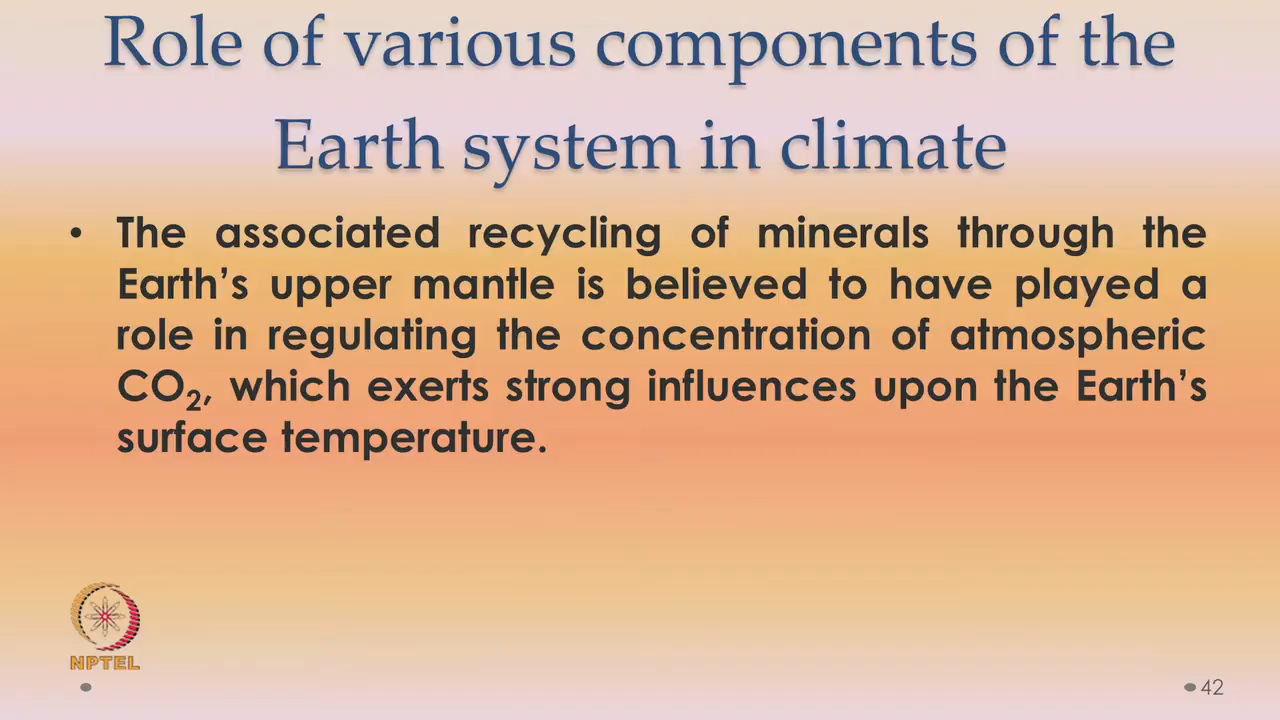 Role of various components of the
Earth system in climate
• The associated recycling of minerals through the
Earth’s upper mantle is believed to have played a
role in regulating the concentration of atmospheric
CO₂, which exerts strong influences upon the Earth’s
surface temperature.
NPTEL
42